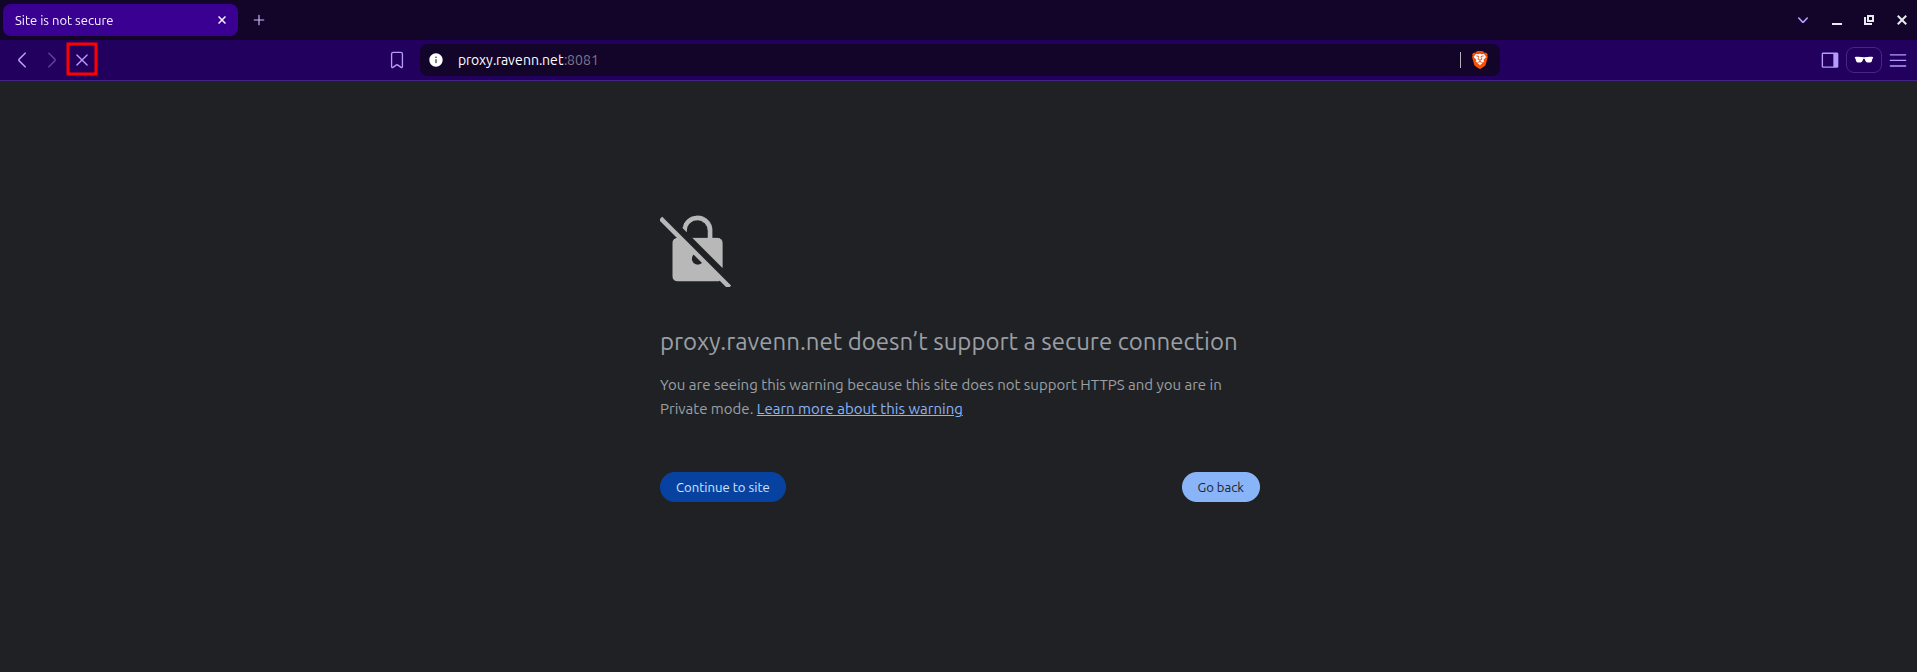 Site is not secure
proxy.ravenn.net:8081
proxy.ravenn.net doesn’t support a secure connection
You are seeing this warning because this site does not support HTTPS and you are in
Private mode. Learn more about this warning
Continue to site
Go back